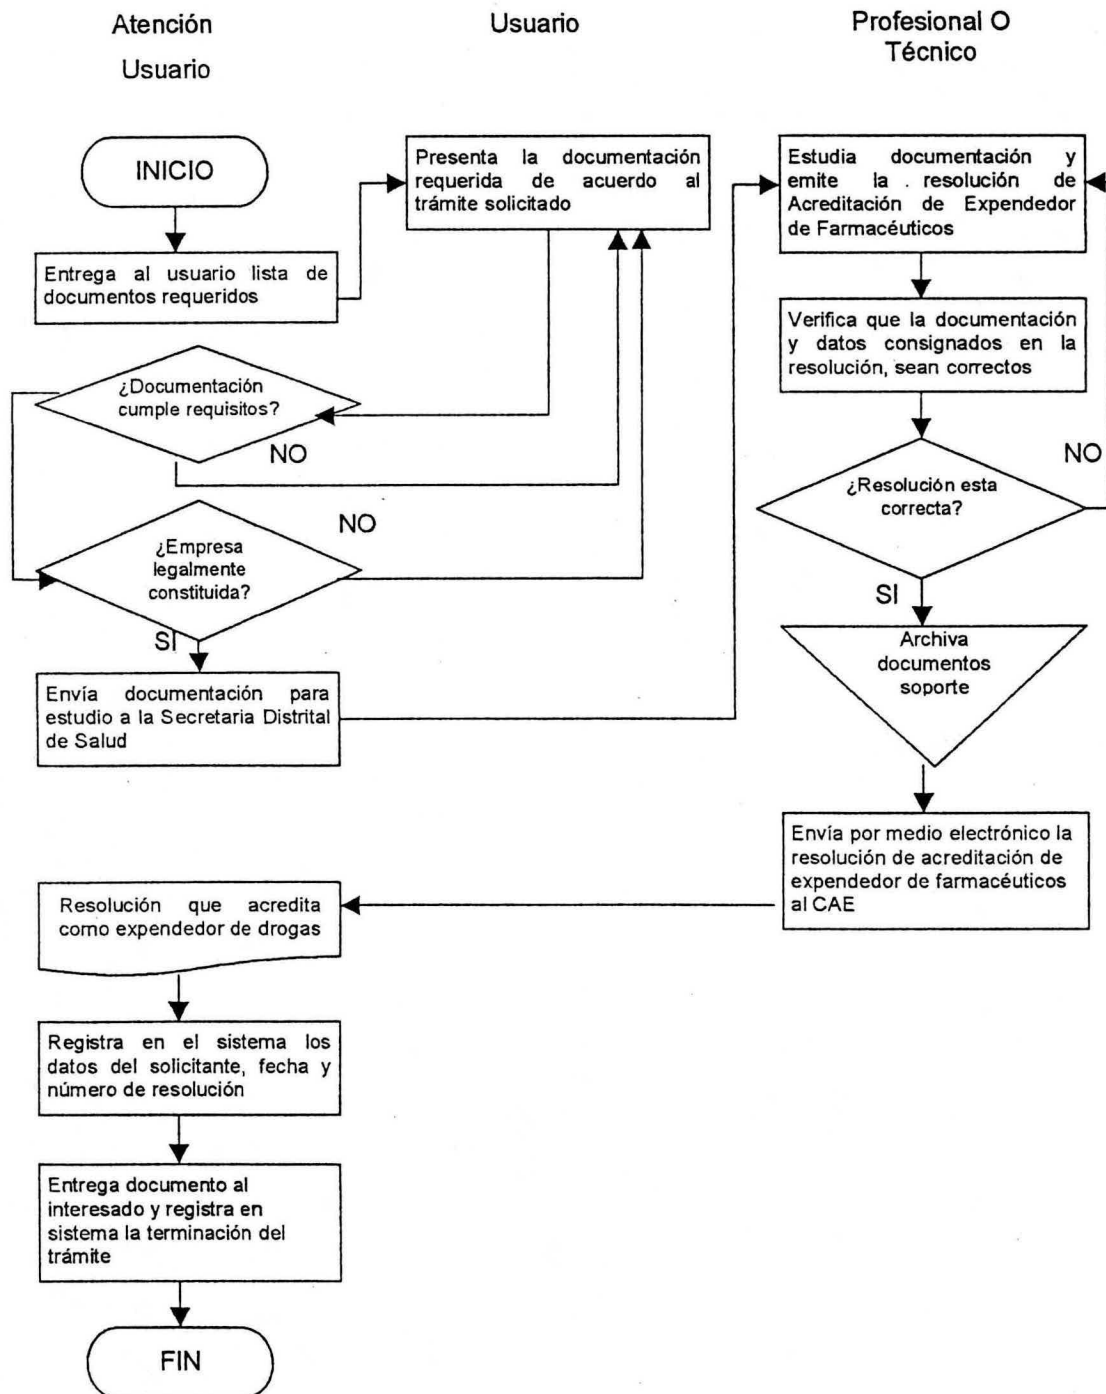 Atención
Usuario
Usuario
Profesional O
Técnico
INICIO
Entrega al usuario lista de
documentos requeridos
Presenta la documentación
requerida de acuerdo al
trámite solicitado
Estudia documentación y
emite la resolución de
Acreditación de Expendedor
de Farmacéuticos
Verifica que la documentación
y datos consignados en la
resolución, sean correctos
¿Documentación
cumple requisitos?
NO
¿Empresa
legalmente
constituida?
NO
SI
Envía documentación para
estudio a la Secretaria Distrital
de Salud
¿Resolución esta
correcta?
NO
SI
Archiva
documentos
soporte
Envía por medio electrónico la
resolución de acreditación de
expendedor de farmacéuticos
al CAE
Resolución que acredita
como expendedor de drogas
Registra en el sistema los
datos del solicitante, fecha y
número de resolución
Entrega documento al
interesado y registra en
sistema la terminación del
trámite
FIN